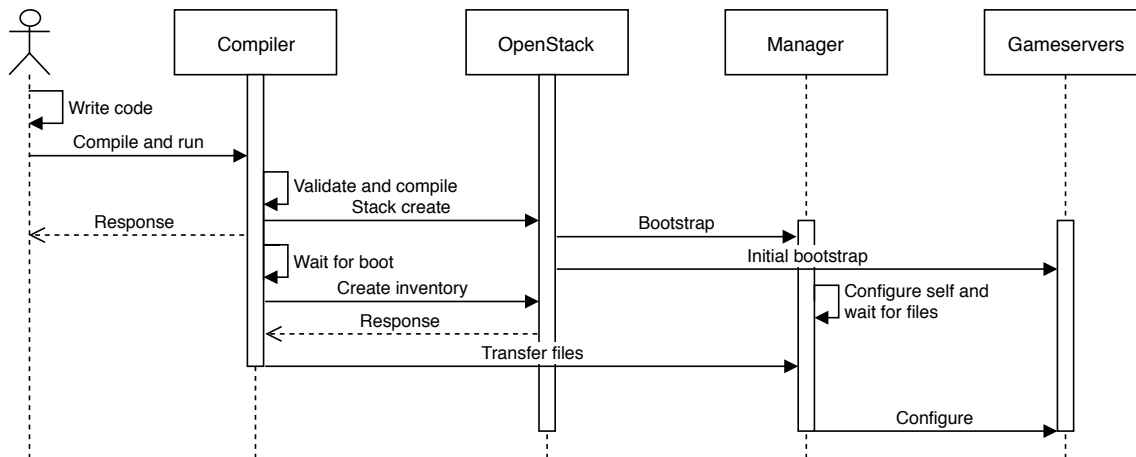 Compiler
OpenStack
Manager
Gameservers
Write code
Compile and run
Validate and compile
Stack create
Response
Bootstrap
Initial bootstrap
Wait for boot
Create inventory
Configure self and
wait for files
Response
Transfer files
Configure